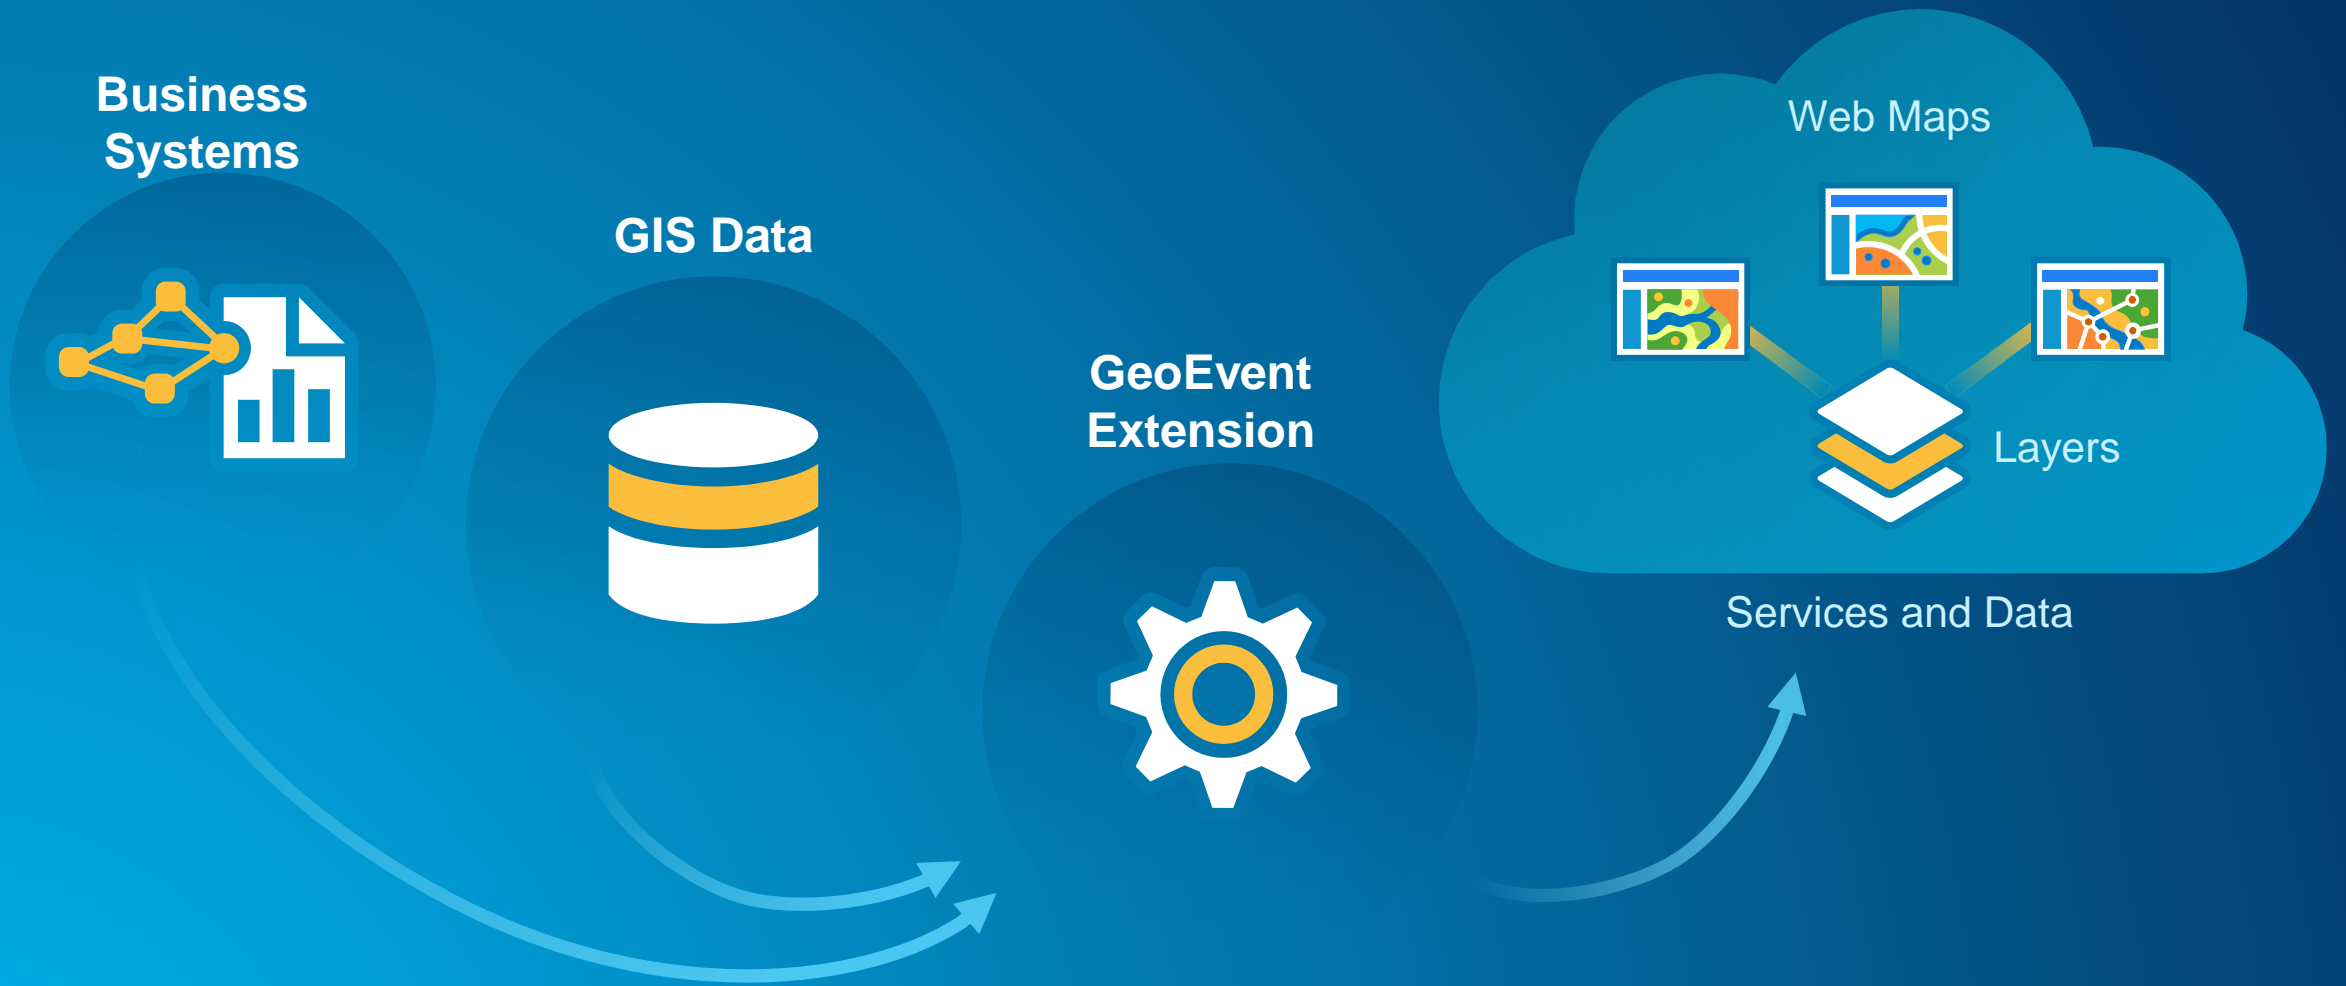 Business
Systems
GIS Data
GeoEvent
Extension
Web Maps
Layers
Services and Data